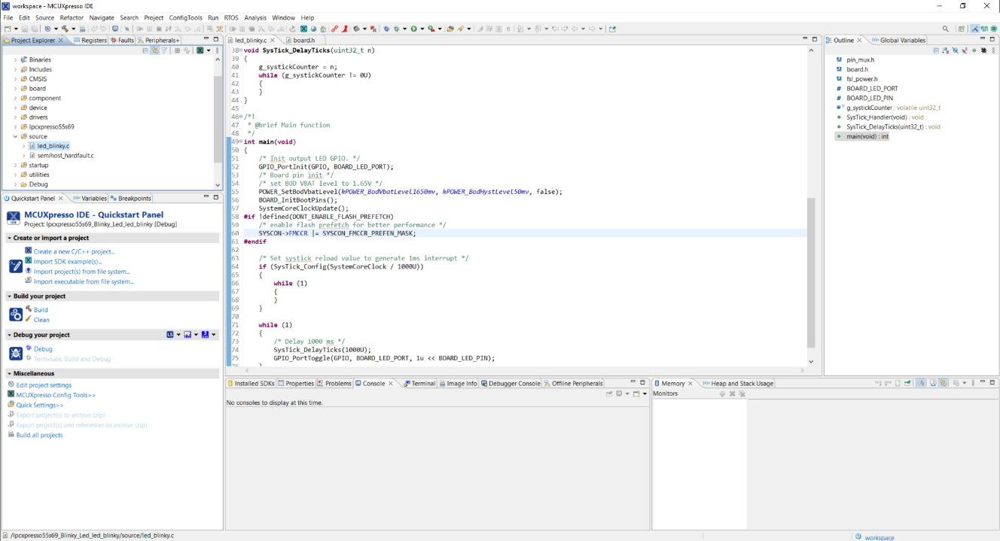 workspace - MCUXpresso IDE
File Edit Source Refactor Navigate Search Project ConfigTools Run RTOS Analysis Window Help
Project Explorer Registers Faults Peripherals+
Binaries
Includes
CMSIS
board
component
device
drivers
lpcxpresso55s69
source
led_blinky.c
semihost_hardfault.c
startup
utilities
Debug
Quickstart Panel Variables Breakpoints
MCUXpresso IDE - Quickstart Panel
IDE Project: lpcxpresso55s69_Blinky_Led_led_blinky [Debug]
Create or import a project
Create a new C/C++ project...
Import SDK example(s)...
Import project(s) from file system...
Import executable from file system...
Build your project
Build
Clean
Debug your project
LS
Debug
Terminate, Build and Debug
Miscellaneous
Edit project settings
MCUXpresso Config Tools>>
Quick Settings>>
Export project(s) to archive (zip)
Export project(s) and references to archive (zip)
Build all projects
led_blinky.c board.h
38 void SysTick_DelayTicks(uint32_t n)
39 {
40 g_systickCounter = n;
41 while (g_systickCounter != 0U)
42 {
43 }
44 }
45
46 /*!
47 * @brief Main function
48 */
49 int main(void)
50 {
51 /* Init output LED GPIO. */
52 GPIO_PortInit(GPIO, BOARD_LED_PORT);
53 /* Board pin init */
54 /* set BOD VBAT level to 1.65V */
55 POWER_SetBodVbatLevel(kPOWER_BodVbatLevel1650mv, kPOWER_BodHystLevel50mv, false);
56 BOARD_InitBootPins();
57 SystemCoreClockUpdate();
58 #if !defined(DONT_ENABLE_FLASH_PREFETCH)
59 /* enable flash prefetch for better performance */
60 SYSCON->FMCCR |= SYSCON_FMCCR_PREFEN_MASK;
61 #endif
62
63 /* Set systick reload value to generate 1ms interrupt */
64 if (SysTick_Config(SystemCoreClock / 1000U))
65 {
66 while (1)
67 {
68 }
69 }
70
71 while (1)
72 {
73 /* Delay 1000 ms */
74 SysTick_DelayTicks(1000U);
75 GPIO_PortToggle(GPIO, BOARD_LED_PORT, 1u << BOARD_LED_PIN);
76 }
Outline Global Variables
pin_mux.h
board.h
fsl_power.h
BOARD_LED_PORT
BOARD_LED_PIN
g_systickCounter : volatile uint32_t
SysTick_Handler(void) : void
SysTick_DelayTicks(uint32_t) : void
main(void) : int
Installed SDKs Properties Problems Console Terminal Image Info Debugger Console Offline Peripherals
No consoles to display at this time.
Memory Heap and Stack Usage
Monitors
/lpcxpresso55s69_Blinky_Led_led_blinky/source/led_blinky.c
workspace